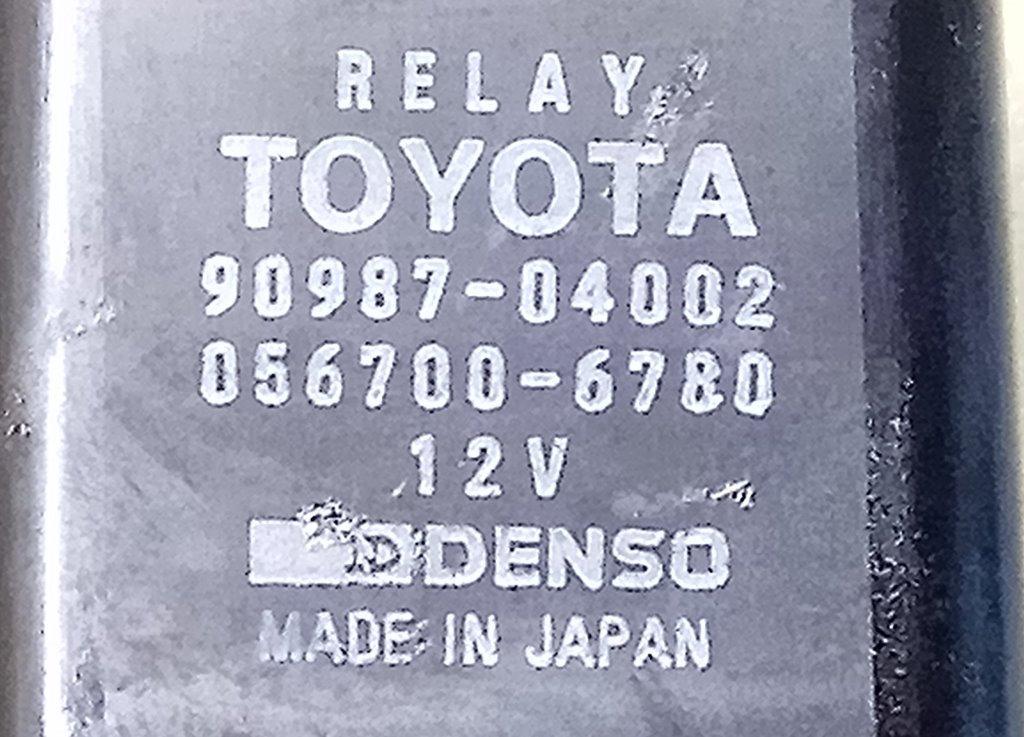 RELAY
TOYOTA
90987-04002
056700-6780
12V
DENSO
MADE IN JAPAN